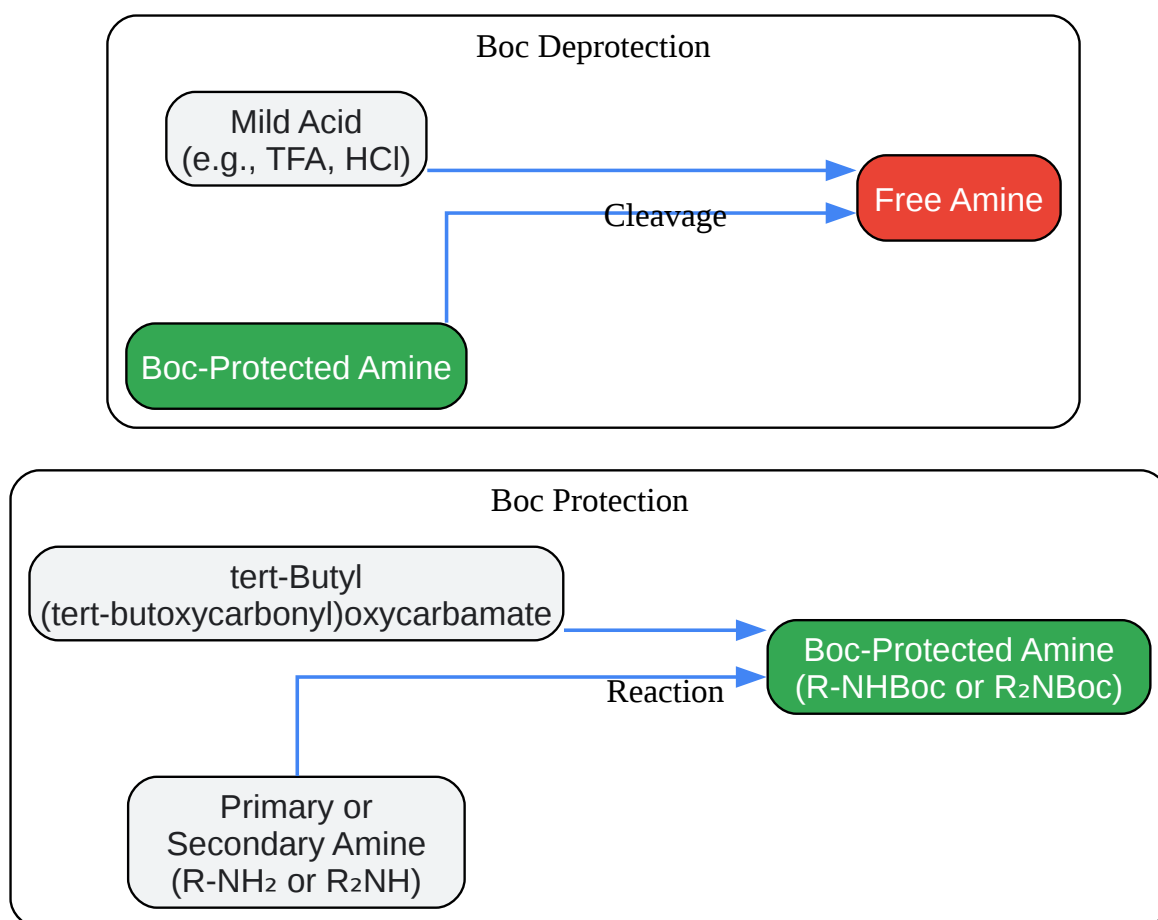 Boc Deprotection
Mild Acid
(e.g., TFA, HCl)
Free Amine
Cleavage
Boc-Protected Amine
Boc Protection
tert-Butyl
(tert-butoxycarbonyl)oxycarbamate
Boc-Protected Amine
(R-NHBoc or R₂NBoc)
Reaction
Primary or
Secondary Amine
(R-NH₂ or R₂NH)